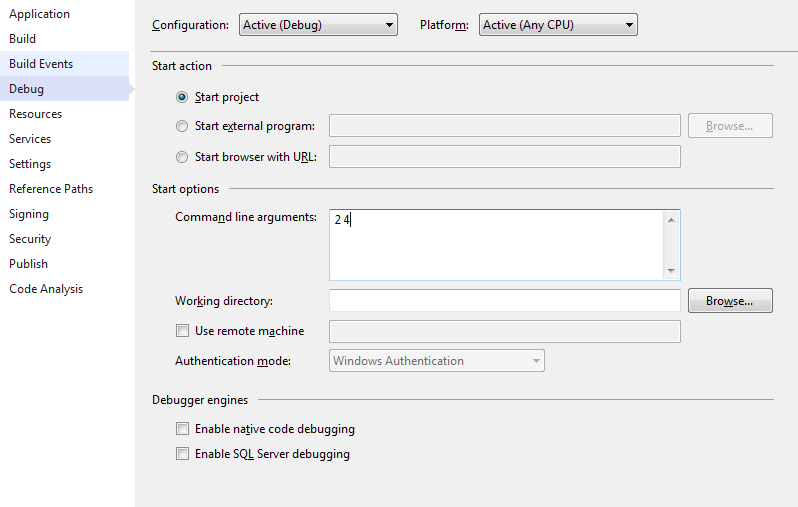 Application
Build
Build Events
Debug
Resources
Services
Settings
Reference Paths
Signing
Security
Publish
Code Analysis
Configuration: Active (Debug) Platform: Active (Any CPU)
Start action
Start project
Start external program: Browse...
Start browser with URL:
Start options
Command line arguments: 2 4
Working directory: Browse...
Use remote machine
Authentication mode: Windows Authentication
Debugger engines
Enable native code debugging
Enable SQL Server debugging